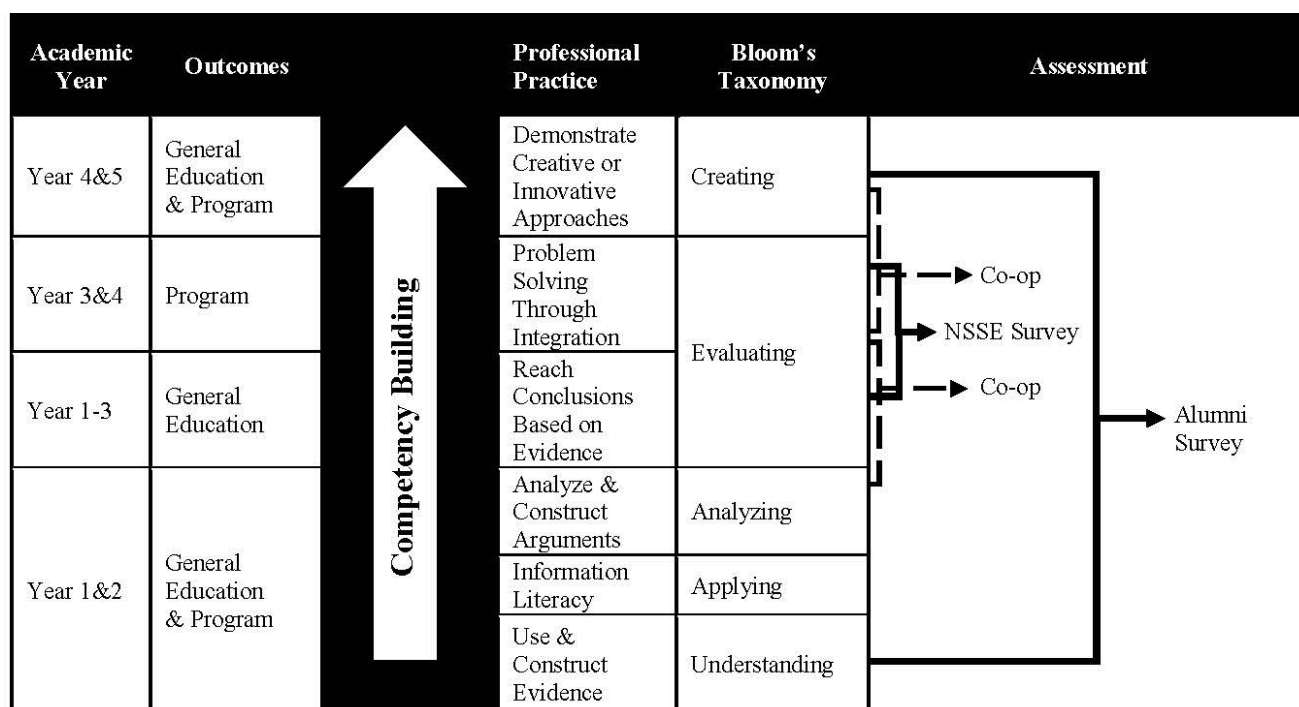 Academic
Year
Outcomes
Professional
Practice
Bloom’s
Taxonomy
Assessment
Year 4&5
General
Education
& Program
Demonstrate
Creative or
Innovative
Approaches
Creating
Year 3&4
Program
Problem
Solving
Through
Integration
Evaluating
Year 1-3
General
Education
Reach
Conclusions
Based on
Evidence
Year 1&2
General
Education
& Program
Analyze &
Construct
Arguments
Analyzing
Information
Literacy
Applying
Use &
Construct
Evidence
Understanding
Competency Building
Co-op
NSSE Survey
Co-op
Alumni
Survey